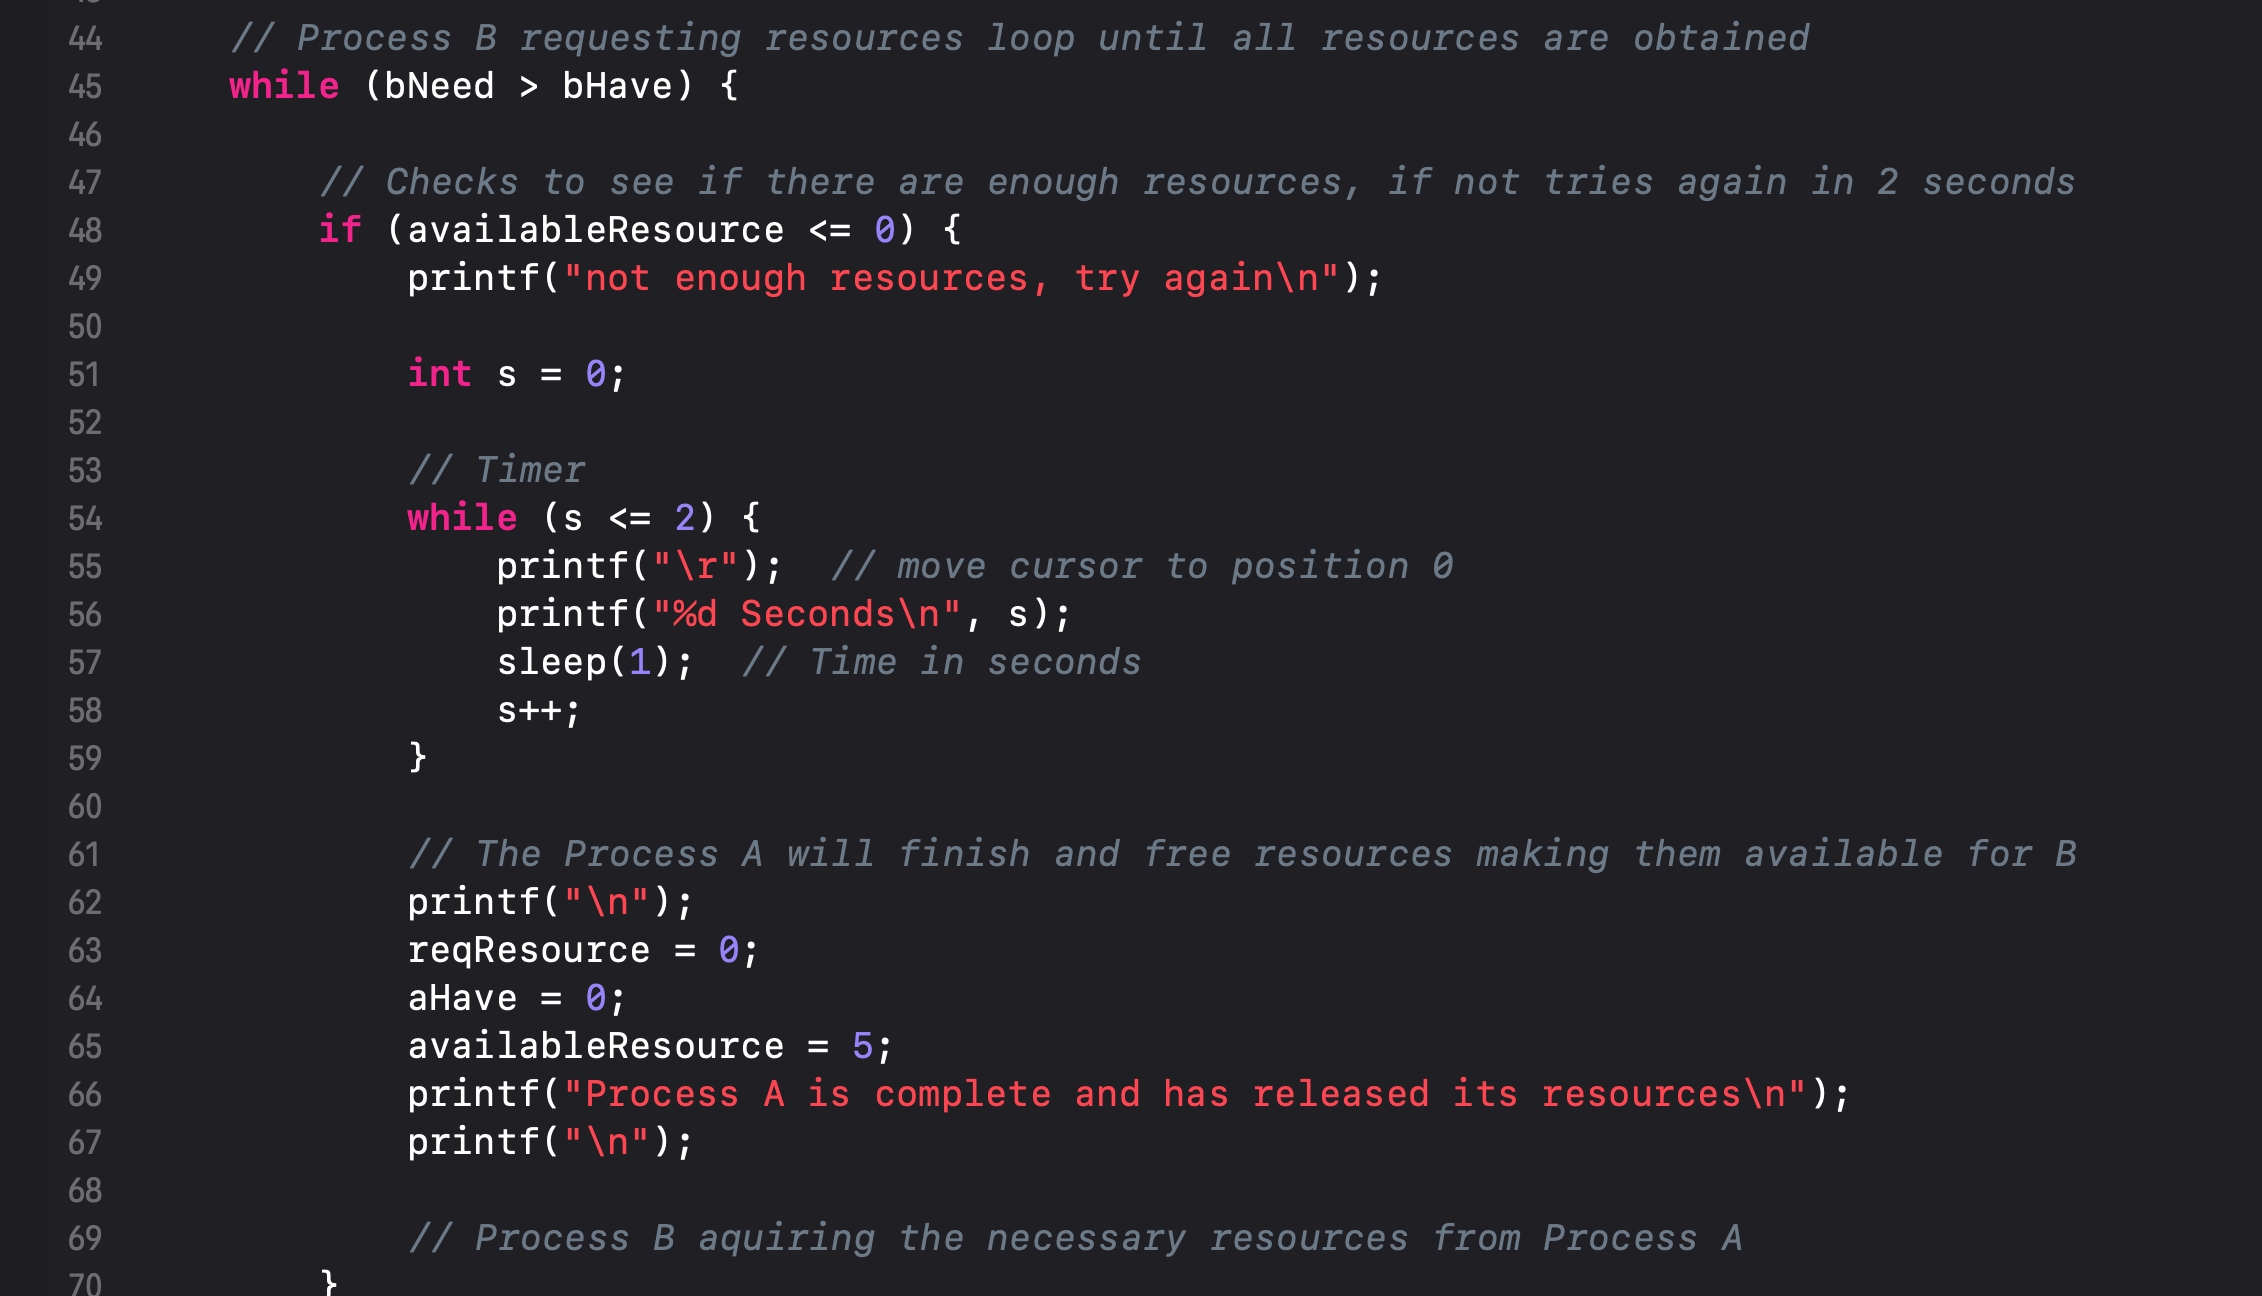 44 // Process B requesting resources loop until all resources are obtained
45 while (bNeed > bHave) {
46
47 // Checks to see if there are enough resources, if not tries again in 2 seconds
48 if (availableResource <= 0) {
49 printf("not enough resources, try again\n");
50
51 int s = 0;
52
53 // Timer
54 while (s <= 2) {
55 printf("\r"); // move cursor to position 0
56 printf("%d Seconds\n", s);
57 sleep(1); // Time in seconds
58 s++;
59 }
60
61 // The Process A will finish and free resources making them available for B
62 printf("\n");
63 reqResource = 0;
64 aHave = 0;
65 availableResource = 5;
66 printf("Process A is complete and has released its resources\n");
67 printf("\n");
68
69 // Process B aquiring the necessary resources from Process A
70 }